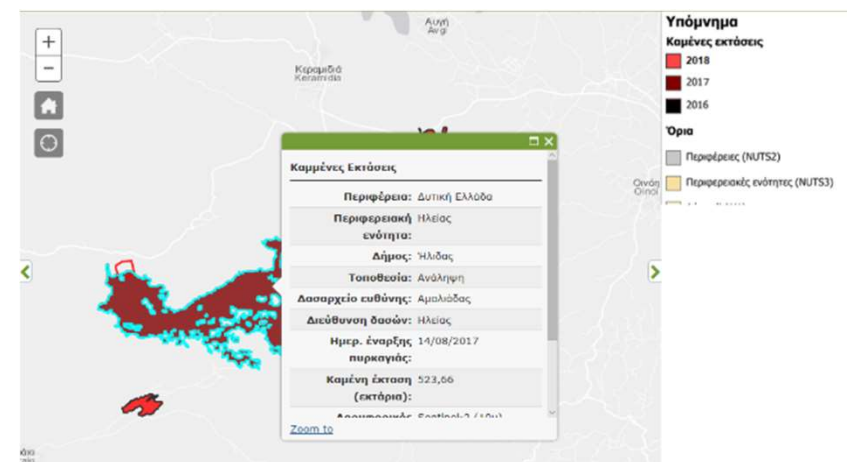 Αυγή
Avgi
Κεραμιδιά
Keramidia
Υπόμνημα
Καμένες εκτάσεις
2018
2017
2016
Όρια
Περιφέρειες (NUTS2)
Περιφερειακές ενότητες (NUTS3)
Οινόη
Oinoi
Καμμένες Εκτάσεις
Περιφέρεια: Δυτική Ελλάδα
Περιφερειακή Ηλείας
ενότητα:
Δήμος: Ήλιδας
Τοποθεσία: Ανάληψη
Δασαρχείο ευθύνης: Αμαλιάδας
Διεύθυνση δασών: Ηλείας
Ημερ. έναρξης 14/08/2017
πυρκαγιάς:
Καμένη έκταση 523,66
(εκτάρια):
Zoom to